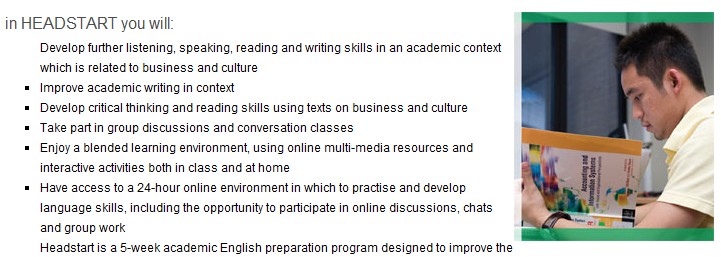 in HEADSTART you will:
Develop further listening, speaking, reading and writing skills in an academic context
which is related to business and culture
Improve academic writing in context
Develop critical thinking and reading skills using texts on business and culture
Take part in group discussions and conversation classes
Enjoy a blended learning environment, using online multi-media resources and
interactive activities both in class and at home
Have access to a 24-hour online environment in which to practise and develop
language skills, including the opportunity to participate in online discussions, chats
and group work
Headstart is a 5-week academic English preparation program designed to improve the
Accounting and
Information Systems